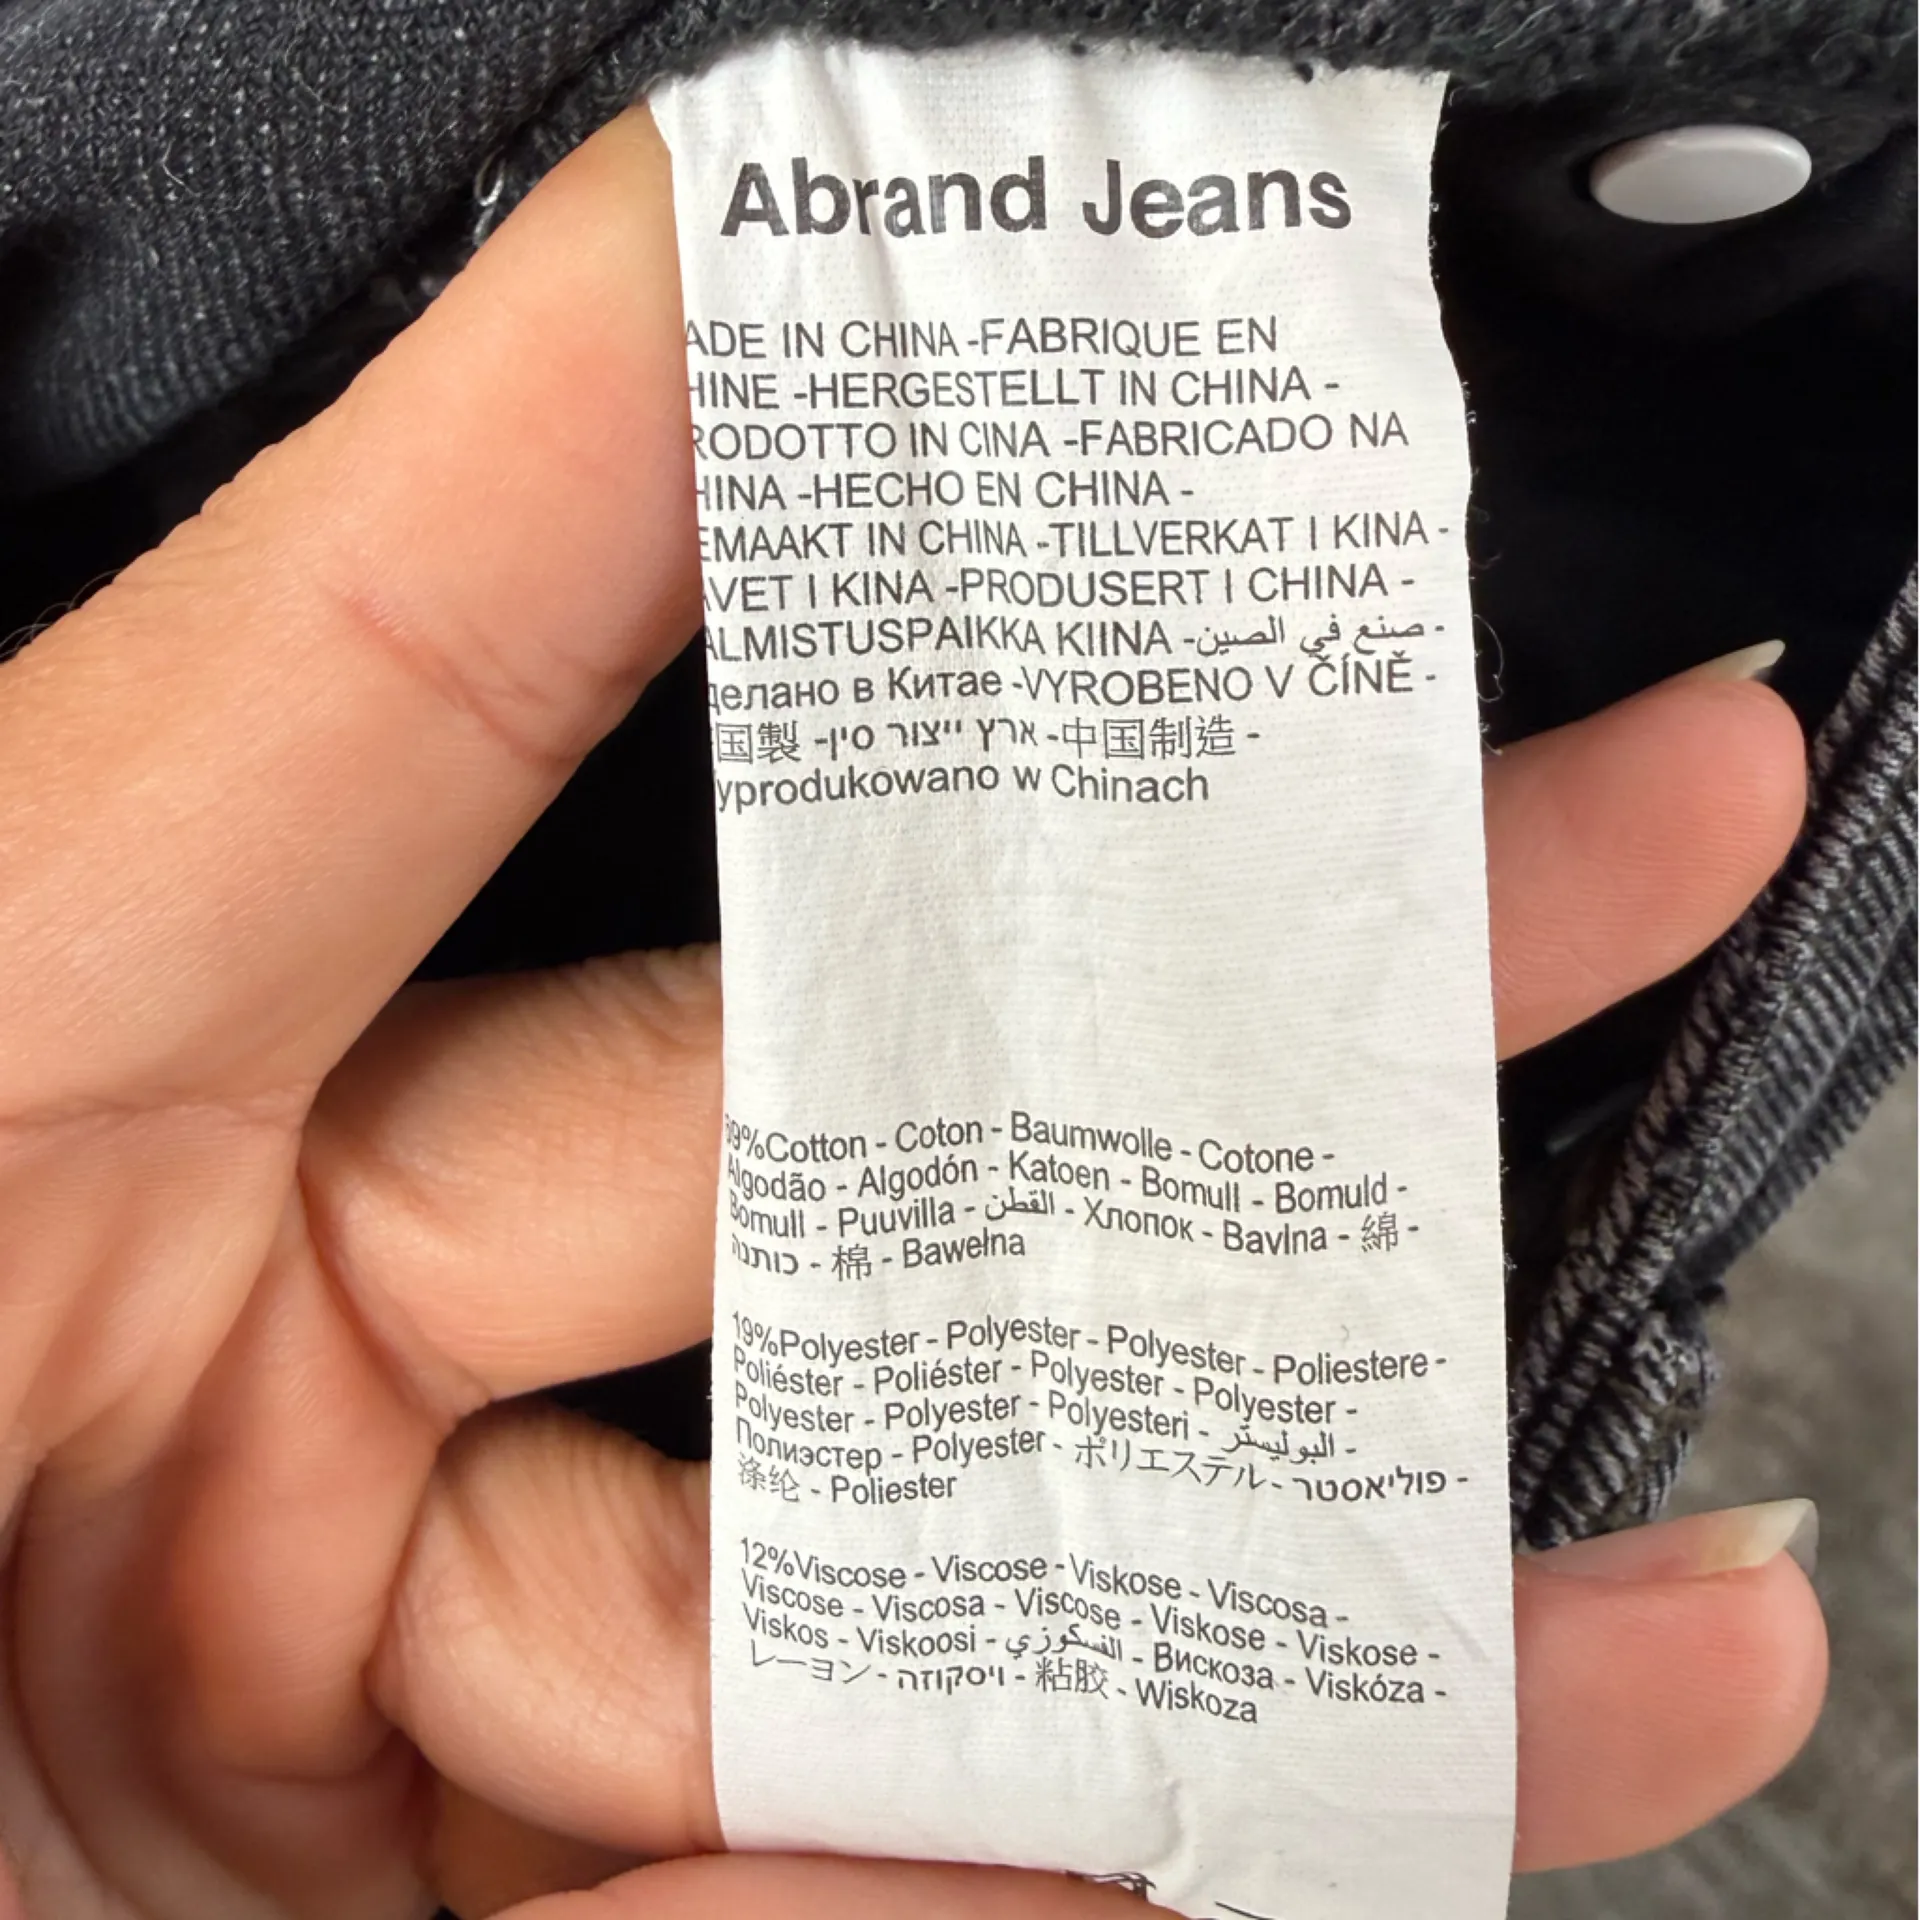 Abrand Jeans
ADE IN CHINA -FABRIQUE EN
HINE -HERGESTELLT IN CHINA -
RODOTTO IN CINA -FABRICADO NA
HINA -HECHO EN CHINA -
EMAAKT IN CHINA -TILLVERKAT I KINA -
AVET I KINA -PRODUSERT I CHINA -
ALMISTUSPAIKKA KIINA -صنع في الصين -
делано в Китае -VYROBENO V ČÍNĚ -
国製 -ארץ ייצור סין -中国制造 -
yprodukowano w Chinach
%Cotton - Coton - Baumwolle - Cotone -
Algodão - Algodón - Katoen - Bomull - Bomuld -
Bomull - Puuvilla - القطن - Хлопок - Bavlna - 綿 -
כותנה - 棉 - Bawełna
19%Polyester - Polyester - Polyester - Poliestere -
Poliéster - Poliéster - Polyester - Polyester -
Polyester - Polyester - Polyesteri - البوليستر -
Полиэстер - Polyester - ポリエステル - פוליאסטר -
涤纶 - Poliester
12%Viscose - Viscose - Viskose - Viscosa -
Viscose - Viscosa - Viscose - Viskose - Viskose -
Viskos - Viskoosi - الفسكوزي - Вискоза - Viskóza -
レーヨン - ויסקוזה - 粘胶 - Wiskoza